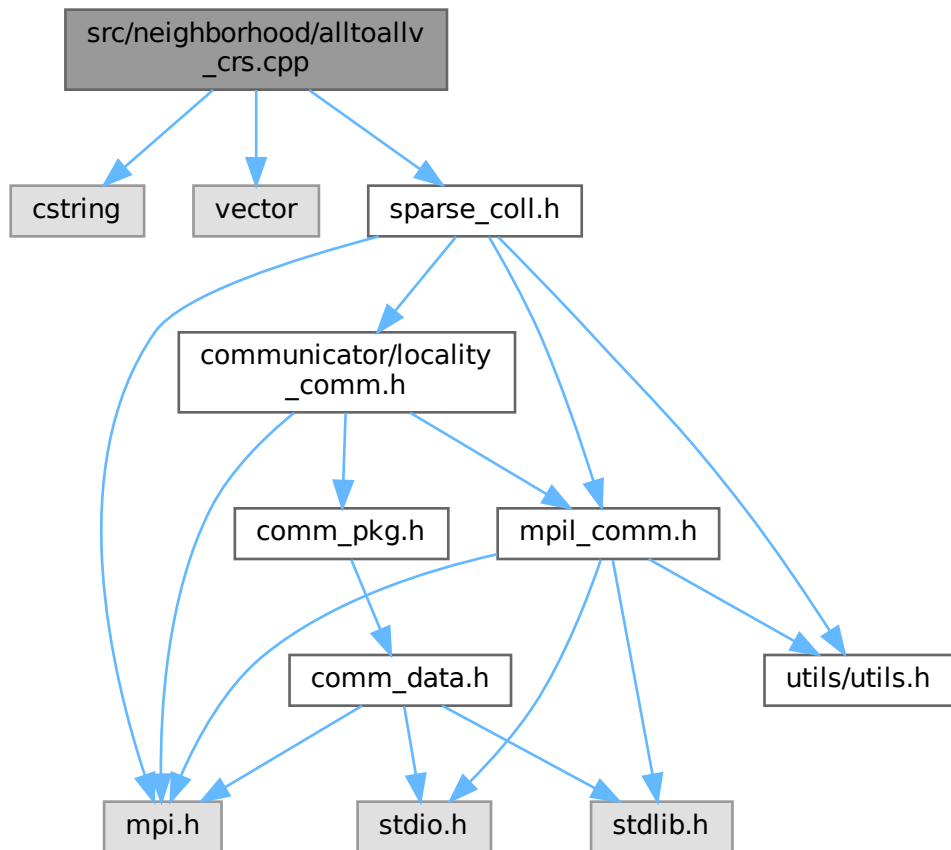 src/neighborhood/alltoallv
_crs.cpp
cstring
vector
sparse_coll.h
communicator/locality
_comm.h
comm_pkg.h
mpil_comm.h
comm_data.h
utils/utils.h
mpi.h
stdio.h
stdlib.h